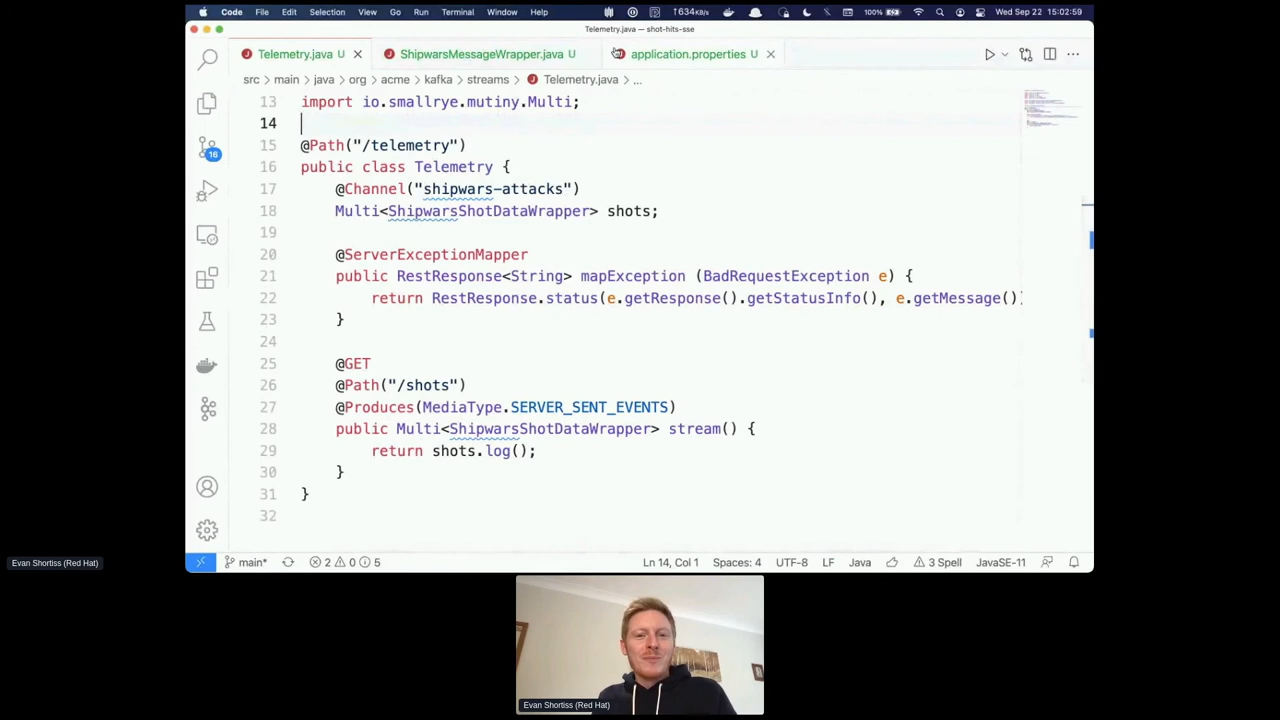 Code File Edit Selection View Go Run Terminal Window Help ↑634KB/s 100% Wed Sep 22 15:02:59
Telemetry.java — shot-hits-sse
Telemetry.java U ShipwarsMessageWrapper.java U application.properties U
src > main > java > org > acme > kafka > streams > Telemetry.java > ...
13 import io.smallrye.mutiny.Multi;
14
15 @Path("/telemetry")
16 public class Telemetry {
17 @Channel("shipwars-attacks")
18 Multi<ShipwarsShotDataWrapper> shots;
19
20 @ServerExceptionMapper
21 public RestResponse<String> mapException (BadRequestException e) {
22 return RestResponse.status(e.getResponse().getStatusInfo(), e.getMessage())
23 }
24
25 @GET
26 @Path("/shots")
27 @Produces(MediaType.SERVER_SENT_EVENTS)
28 public Multi<ShipwarsShotDataWrapper> stream() {
29 return shots.log();
30 }
31 }
32
16
main* 2 0 5 Ln 14, Col 1 Spaces: 4 UTF-8 LF Java 3 Spell JavaSE-11
Evan Shortiss (Red Hat)
Evan Shortiss (Red Hat)